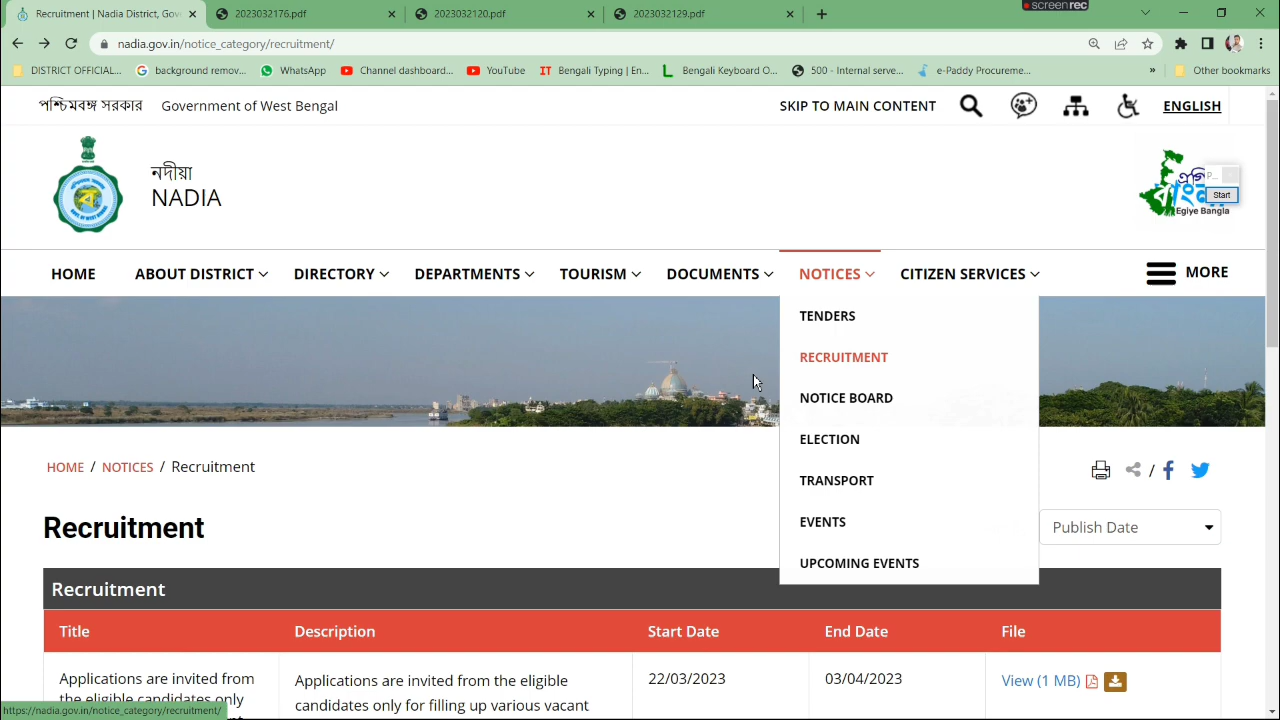 Recruitment | Nadia District, Gov
2023032176.pdf
2023032120.pdf
2023032129.pdf
screenrec
nadia.gov.in/notice_category/recruitment/
DISTRICT OFFICIAL...
background remov...
WhatsApp
Channel dashboard...
YouTube
IT
Bengali Typing | En...
Bengali Keyboard O...
500 - Internal serve...
e-Paddy Procureme...
»
Other bookmarks
পশ্চিমবঙ্গ সরকার
Government of West Bengal
SKIP TO MAIN CONTENT
ENGLISH
নদীয়া
NADIA
P...
Start
Egiye Bangla
HOME
ABOUT DISTRICT
DIRECTORY
DEPARTMENTS
TOURISM
DOCUMENTS
NOTICES
CITIZEN SERVICES
MORE
TENDERS
RECRUITMENT
NOTICE BOARD
ELECTION
TRANSPORT
EVENTS
UPCOMING EVENTS
HOME / NOTICES / Recruitment
/
Recruitment
Publish Date
Recruitment
Title Description Start Date End Date File
Applications are invited from
the eligible candidates only
Applications are invited from the eligible
candidates only for filling up various vacant
22/03/2023
03/04/2023
View (1 MB)
https://nadia.gov.in/notice_category/recruitment/